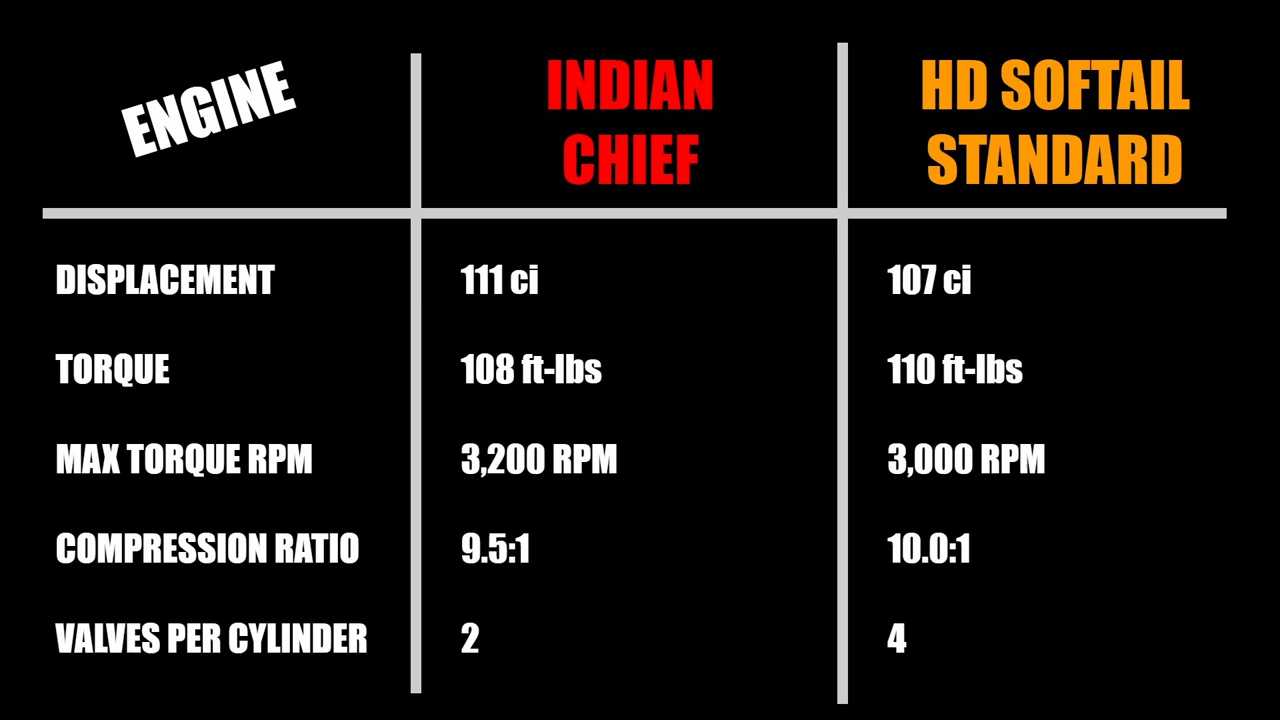 ENGINE
INDIAN
CHIEF
HD SOFTAIL
STANDARD
DISPLACEMENT 111 ci 107 ci
TORQUE 108 ft-lbs 110 ft-lbs
MAX TORQUE RPM 3,200 RPM 3,000 RPM
COMPRESSION RATIO 9.5:1 10.0:1
VALVES PER CYLINDER 2 4